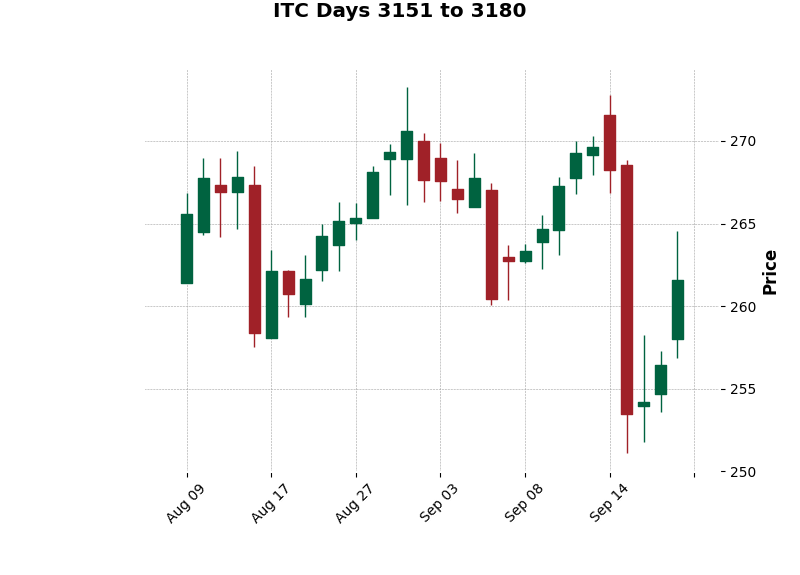 ITC Days 3151 to 3180
270
265
260
255
250
Price
Aug 09
Aug 17
Aug 27
Sep 03
Sep 08
Sep 14